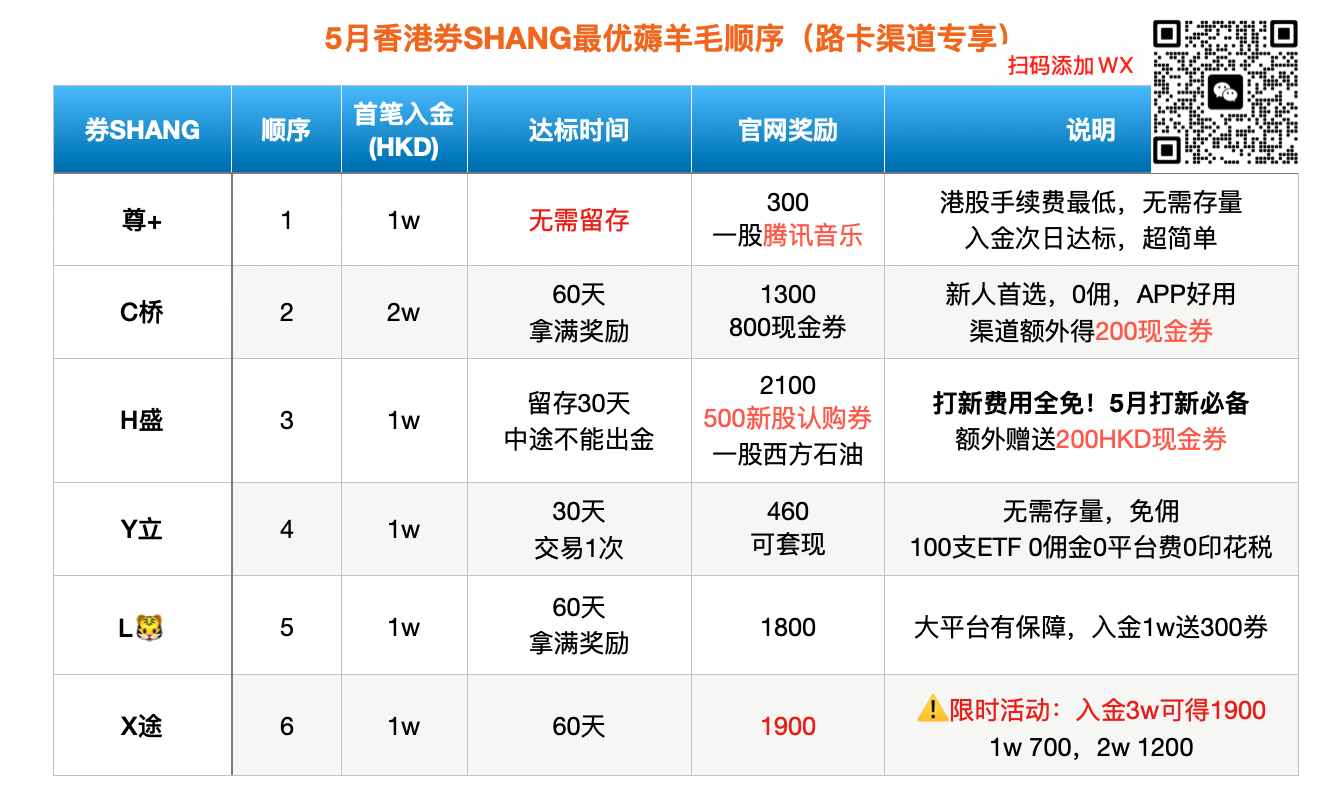 5月香港券SHANG最优薅羊毛顺序（路卡渠道专享）
扫码添加WX
券SHANG
顺序
首笔入金
(HKD)
达标时间
官网奖励
说明
尊+
1
1w
无需留存
300
一股腾讯音乐
港股手续费最低，无需存量
入金次日达标，超简单
C桥
2
2w
60天
拿满奖励
1300
800现金券
新人首选，0佣，APP好用
渠道额外得200现金券
H盛
3
1w
留存30天
中途不能出金
2100
500新股认购券
一股西方石油
打新费用全免！5月打新必备
额外赠送200HKD现金券
Y立
4
1w
30天
交易1次
460
可套现
无需存量，免佣
100支ETF 0佣金0平台费0印花税
L🐯
5
1w
60天
拿满奖励
1800
大平台有保障，入金1w送300券
X途
6
1w
60天
1900
⚠️限时活动：入金3w可得1900
1w 700，2w 1200